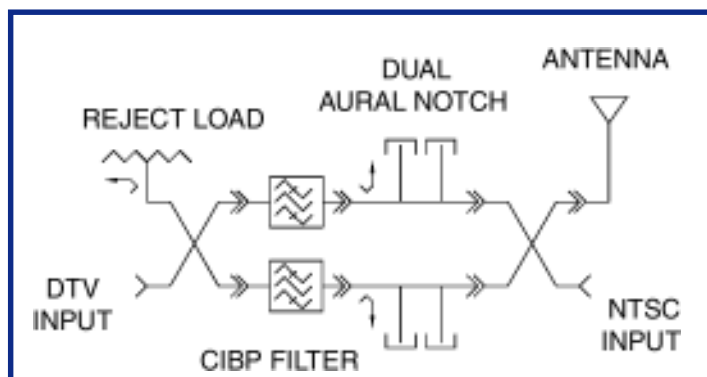 ANTENNA
DUAL
AURAL NOTCH
REJECT LOAD
DTV
INPUT
NTSC
INPUT
CIBP FILTER